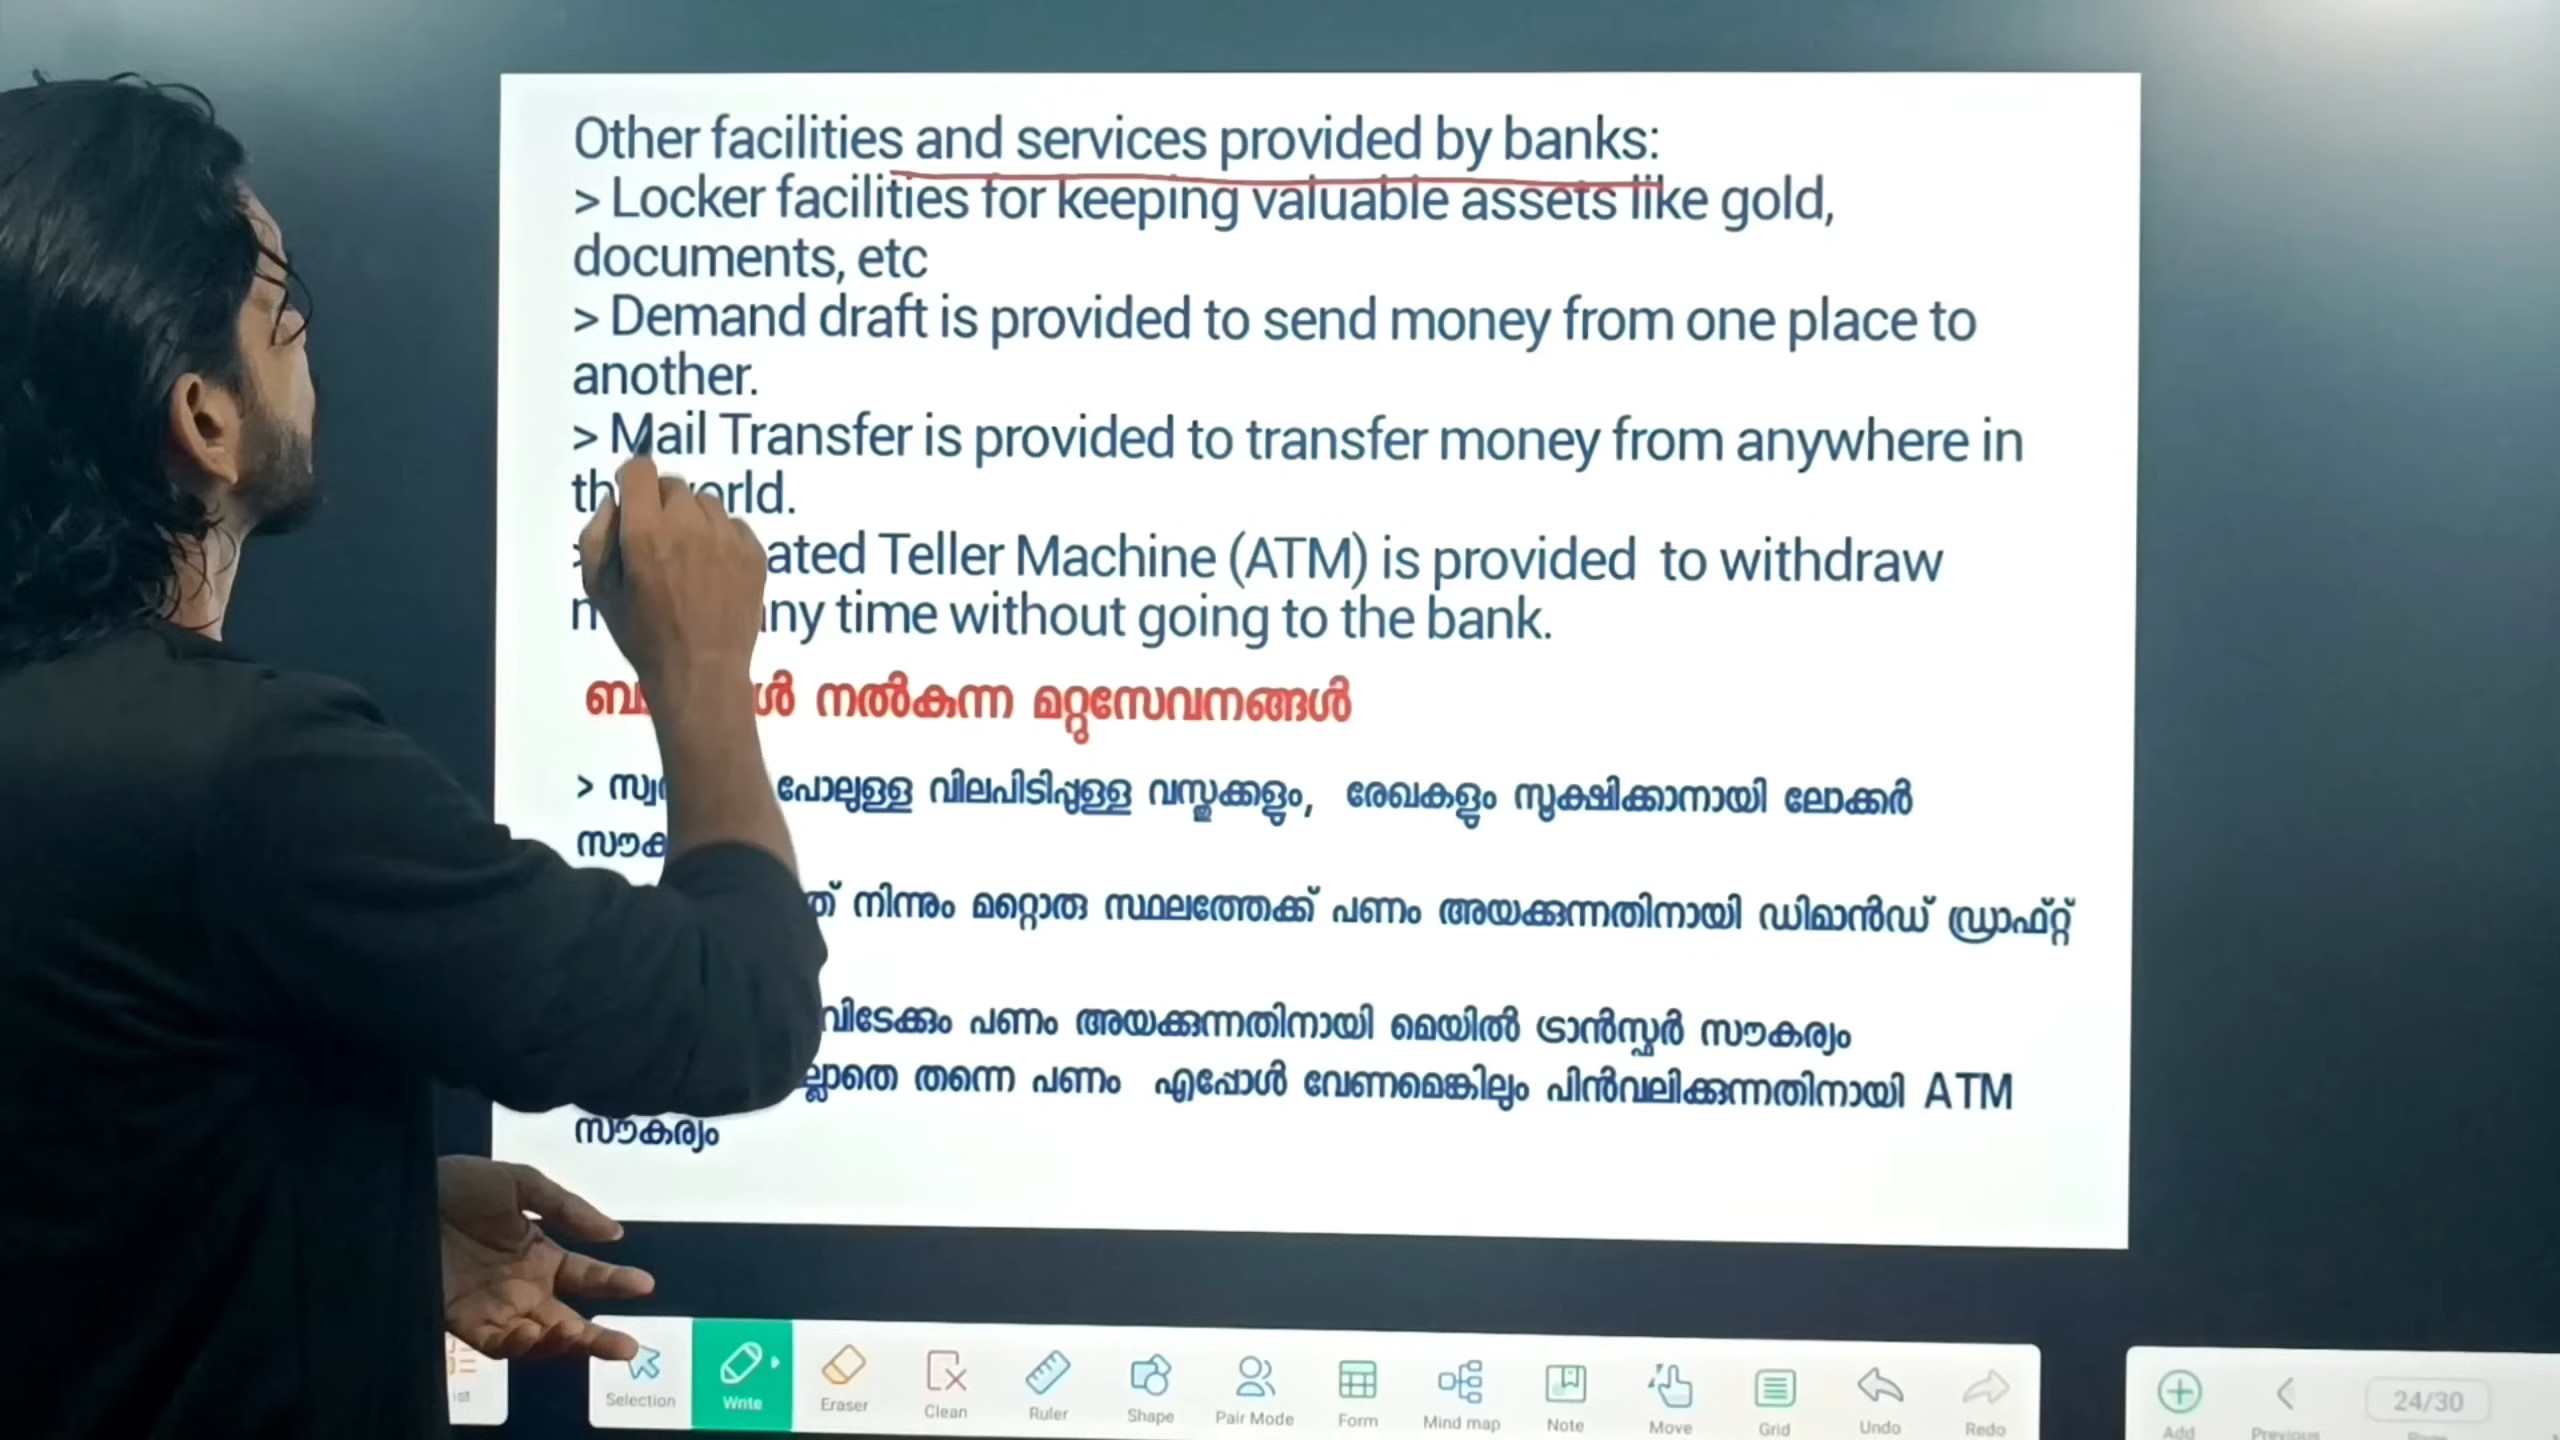 Other facilities and services provided by banks:
> Locker facilities for keeping valuable assets like gold,
documents, etc
> Demand draft is provided to send money from one place to
another.
> Mail Transfer is provided to transfer money from anywhere in
world.
Teller Machine (ATM) is provided to withdraw
any time without going to the bank.
നൽകുന്ന മറ്റുസേവനങ്ങൾ
> പോലുള്ള വിലപിടിപ്പുള്ള വസ്തുക്കളും, രേഖകളും സൂക്ഷിക്കാനായി ലോക്കർ
നിന്നും മറ്റൊരു സ്ഥലത്തേക്ക് പണം അയക്കുന്നതിനായി ഡിമാൻഡ് ഡ്രാഫ്റ്റ്
പണം അയക്കുന്നതിനായി മെയിൽ ട്രാൻസ്ഫർ സൗകര്യം
തന്നെ പണം എപ്പോൾ വേണമെങ്കിലും പിൻവലിക്കുന്നതിനായി ATM
സൗകര്യം
Selection Write Eraser Clean Ruler Shape Pair Mode Form Mind map Note Move Grid Undo Redo Add Previous 24/30